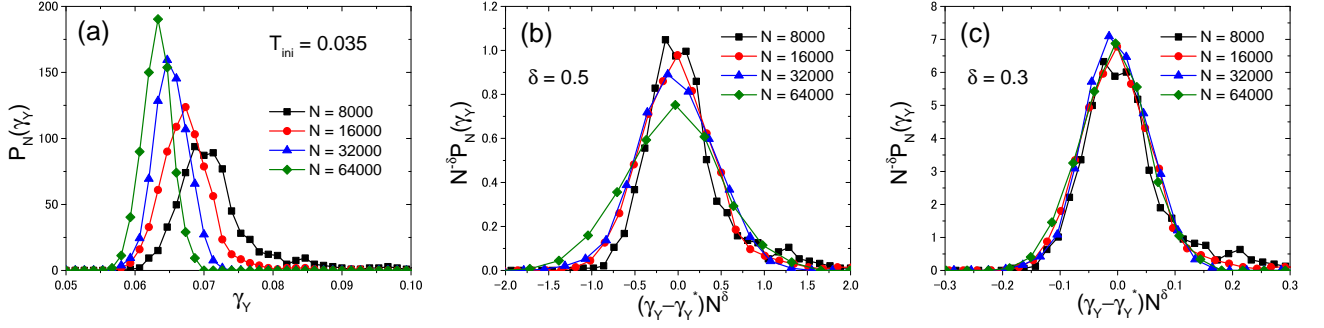 (a)
T_ini = 0.035
N = 8000
N = 16000
N = 32000
N = 64000
P_N(γ_Y)
200
150
100
50
0
0.05 0.06 0.07 0.08 0.09 0.10
γ_Y
(b)
δ = 0.5
N = 8000
N = 16000
N = 32000
N = 64000
N^-δ P_N(γ_Y)
1.2
1.0
0.8
0.6
0.4
0.2
0.0
-2.0 -1.5 -1.0 -0.5 0.0 0.5 1.0 1.5 2.0
(γ_Y−γ_Y^*)N^δ
(c)
δ = 0.3
N = 8000
N = 16000
N = 32000
N = 64000
N^-δ P_N(γ_Y)
8
7
6
5
4
3
2
1
0
-0.3 -0.2 -0.1 0.0 0.1 0.2 0.3
(γ_Y−γ_Y^*)N^δ